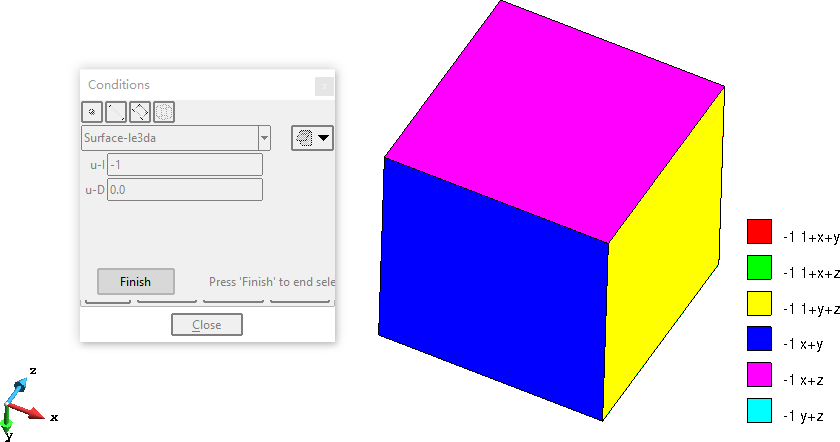 Conditions
Surface-le3da
u-I -1
u-D 0.0
Finish
Press 'Finish' to end sele
Close
-1 1+x+y
-1 1+x+z
-1 1+y+z
-1 x+y
-1 x+z
-1 y+z
z
x
y